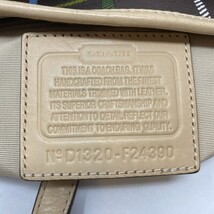 COACH
THIS IS A COACH BAG. IT WAS
HANDCRAFTED FROM THE FINEST
MATERIALS TRIMMED WITH LEATHER.
ITS SUPERIOR CRAFTSMANSHIP AND
ATTENTION TO DETAIL REFLECT OUR
COMMITMENT TO ENDURING QUALITY.
Nº D1320-F24390